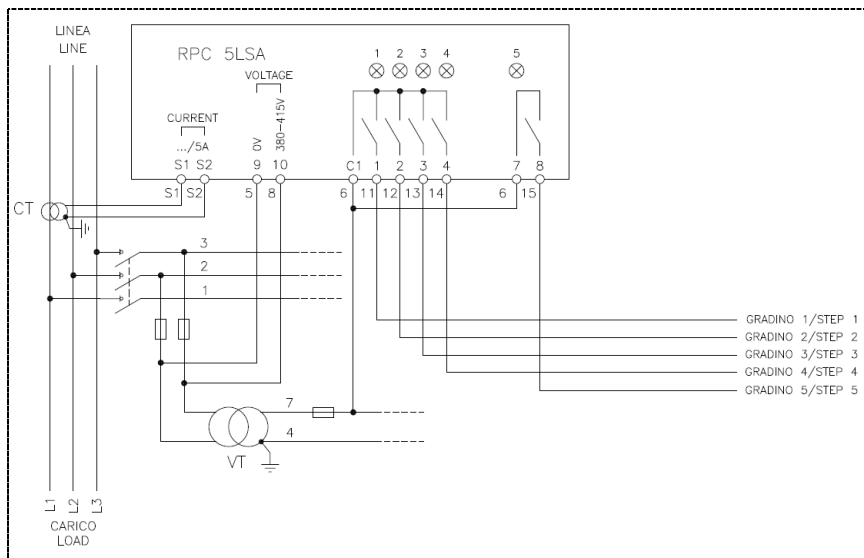 LINEA
LINE
RPC 5LSA
1 2 3 4 5
VOLTAGE
CURRENT
.../5A
0V
380-415V
S1 S2 9 10 C1 1 2 3 4 7 8
S1 S2 5 8 6 11 12 13 14 6 15
CT
3
2
1
GRADINO 1/STEP 1
GRADINO 2/STEP 2
GRADINO 3/STEP 3
GRADINO 4/STEP 4
GRADINO 5/STEP 5
7
4
VT
L1 L2 L3
CARICO
LOAD